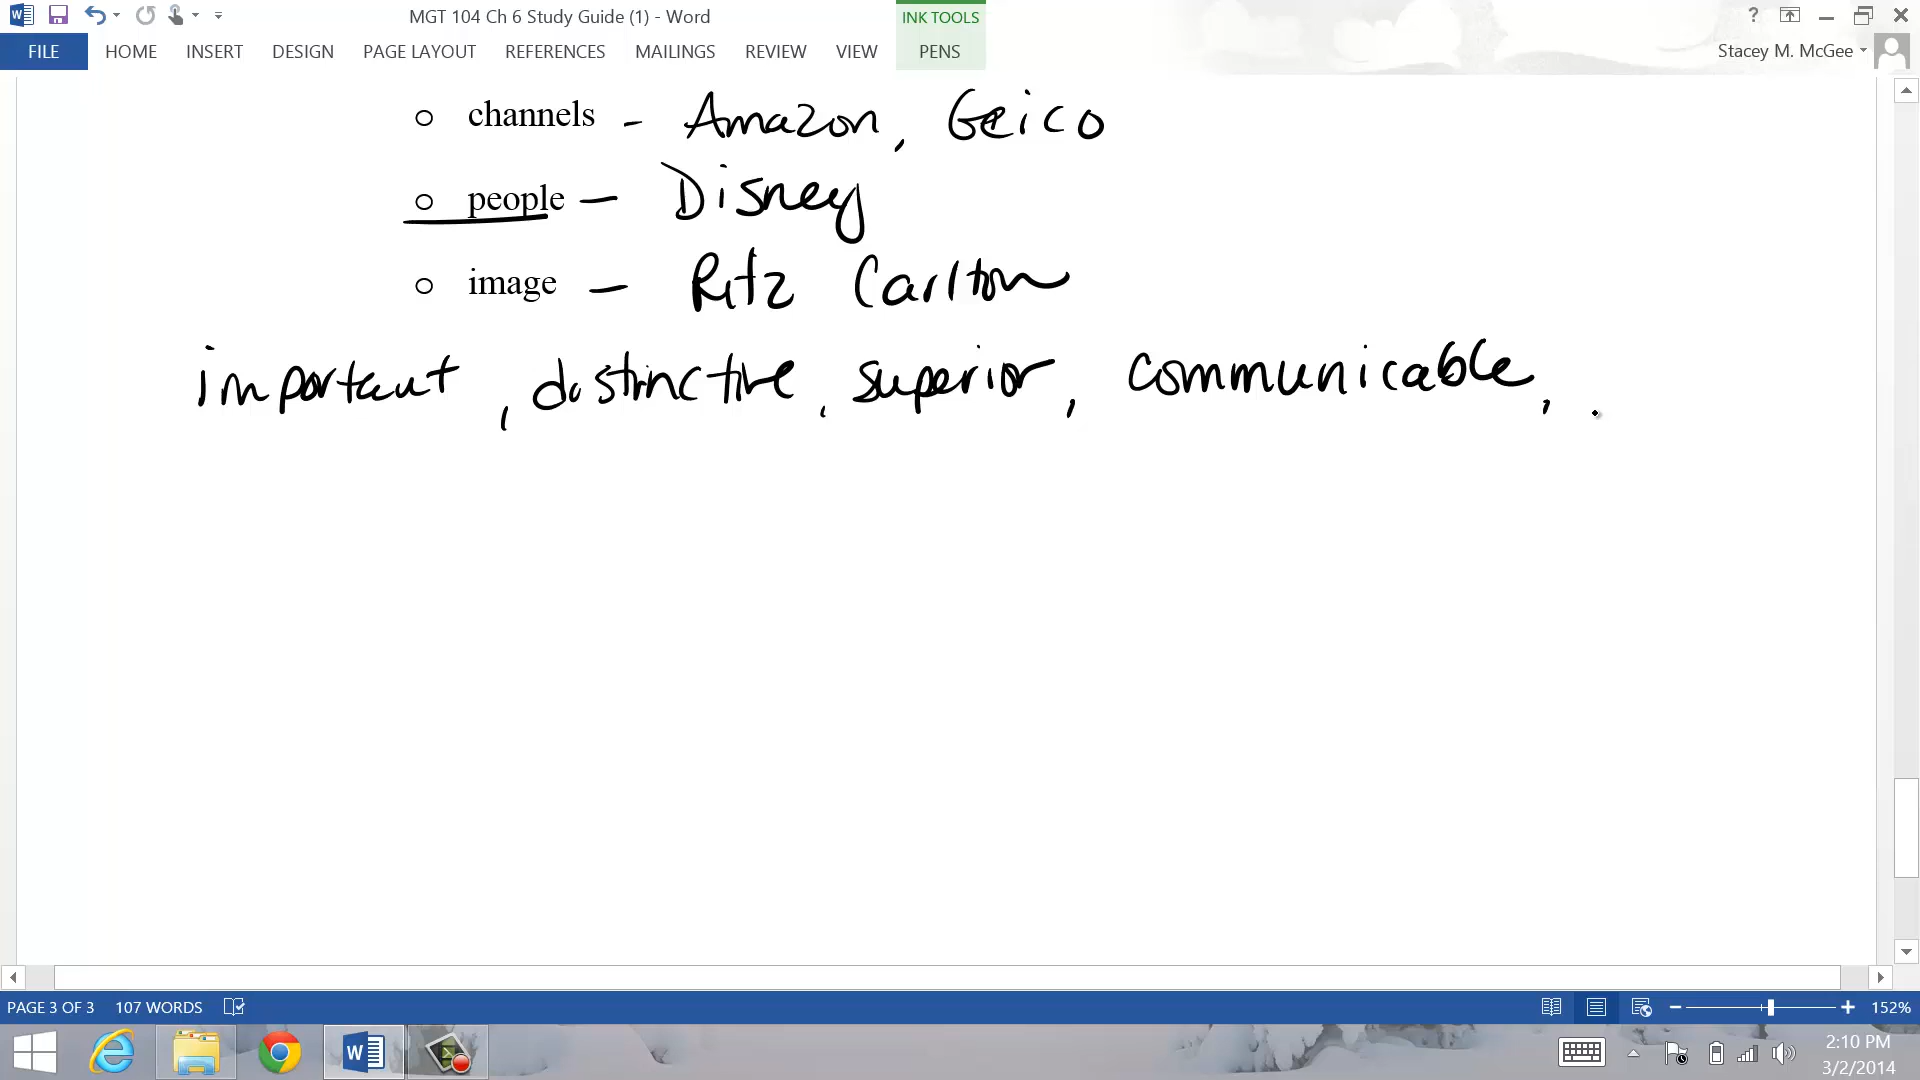 MGT 104 Ch 6 Study Guide (1) - Word
INK TOOLS
?
FILE HOME INSERT DESIGN PAGE LAYOUT REFERENCES MAILINGS REVIEW VIEW PENS
Stacey M. McGee
○ channels - Amazon, Geico
○ people — Disney
○ image — Ritz Carlton
important, distinctive, superior, communicable,
PAGE 3 OF 3 107 WORDS
152%
2:10 PM
3/2/2014